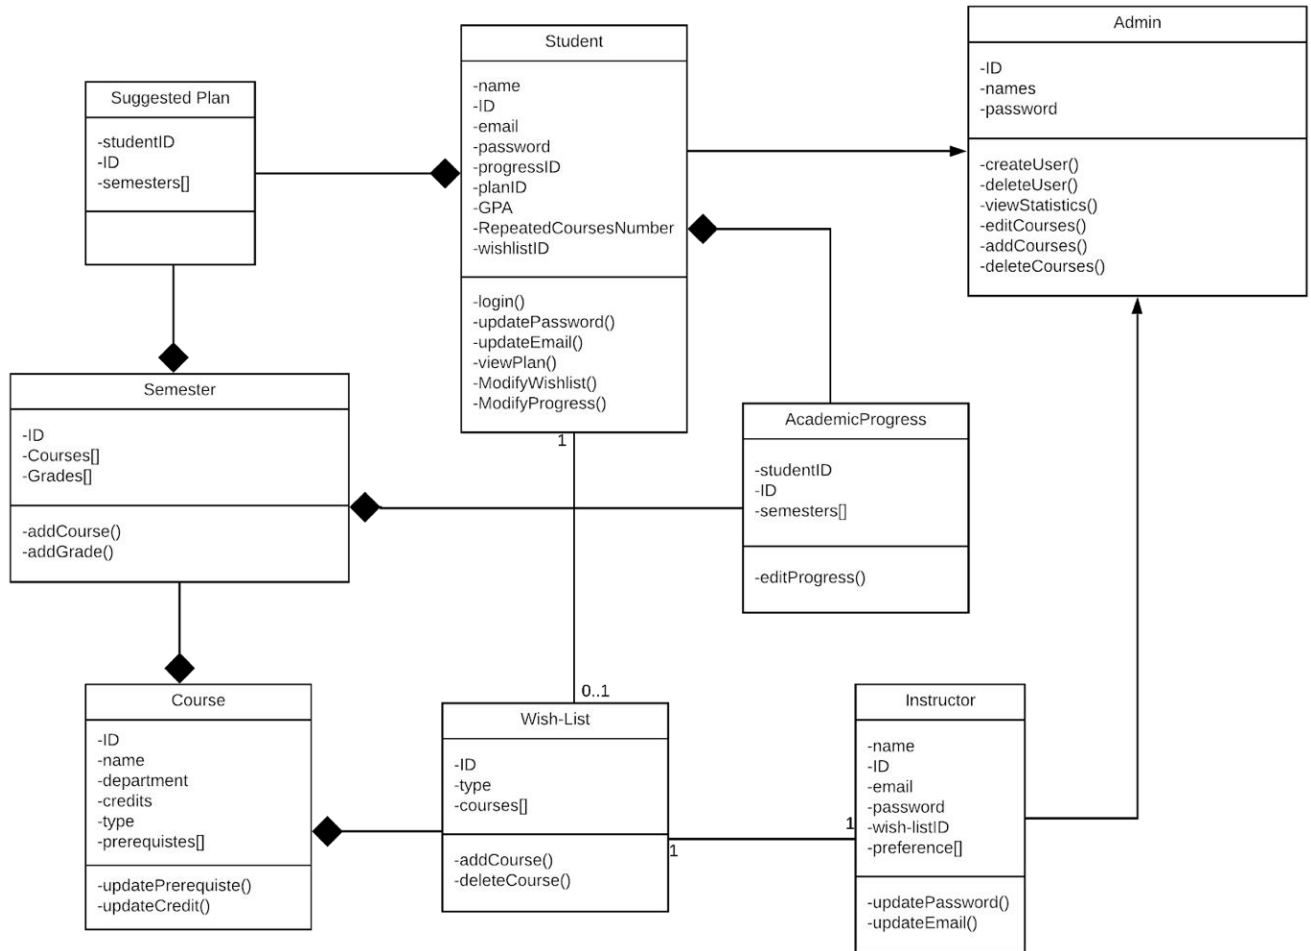 Suggested Plan
-studentID
-ID
-semesters[]
Student
-name
-ID
-email
-password
-progressID
-planID
-GPA
-RepeatedCoursesNumber
-wishlistID
-login()
-updatePassword()
-updateEmail()
-viewPlan()
-ModifyWishlist()
-ModifyProgress()
1
0..1
Admin
-ID
-names
-password
-createUser()
-deleteUser()
-viewStatistics()
-editCourses()
-addCourses()
-deleteCourses()
Semester
-ID
-Courses[]
-Grades[]
-addCourse()
-addGrade()
AcademicProgress
-studentID
-ID
-semesters[]
-editProgress()
Course
-ID
-name
-department
-credits
-type
-prerequistes[]
-updatePrerequiste()
-updateCredit()
Wish-List
-ID
-type
-courses[]
-addCourse()
-deleteCourse()
1
1
Instructor
-name
-ID
-email
-password
-wish-listID
-preference[]
-updatePassword()
-updateEmail()